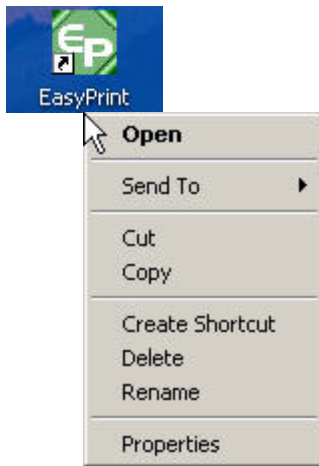 EP
EasyPrint
Open
Send To
Cut
Copy
Create Shortcut
Delete
Rename
Properties